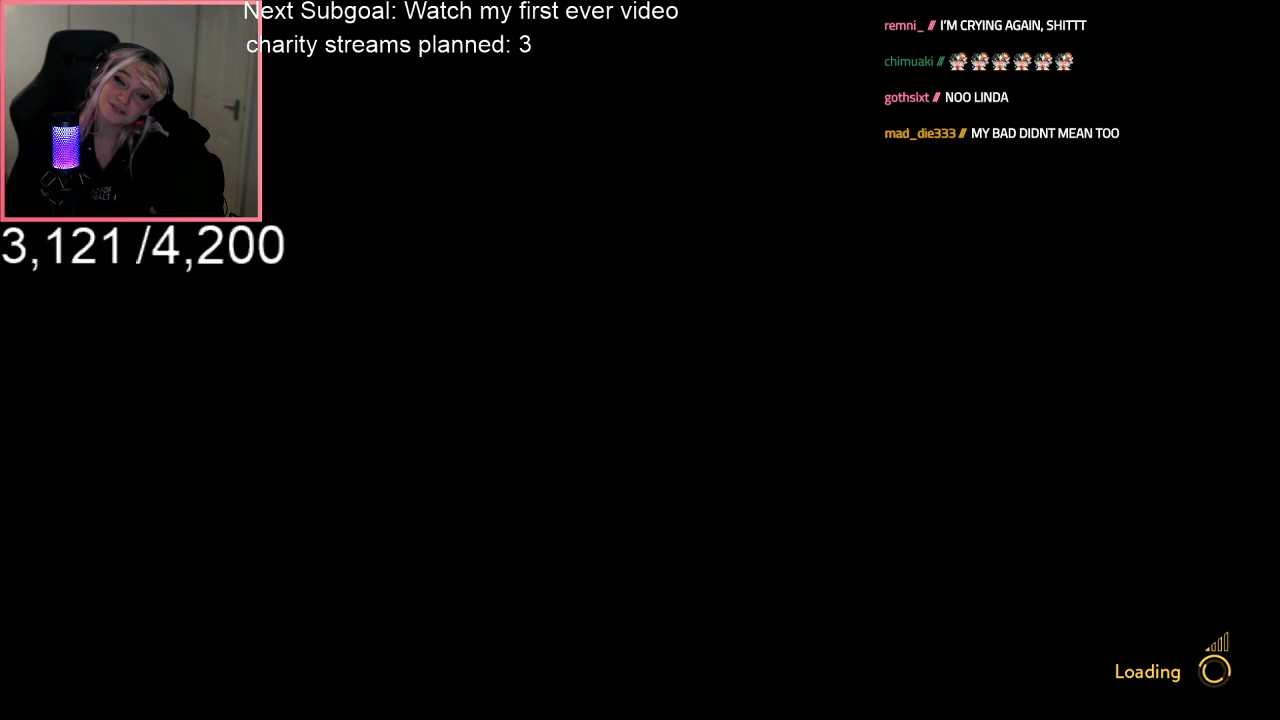 Next Subgoal: Watch my first ever video
charity streams planned: 3
remni_ // I'M CRYING AGAIN, SHITTT
chimuaki //
gothslxt // NOO LINDA
mad_die333 // MY BAD DIDNT MEAN TOO
3,121 /4,200
Loading